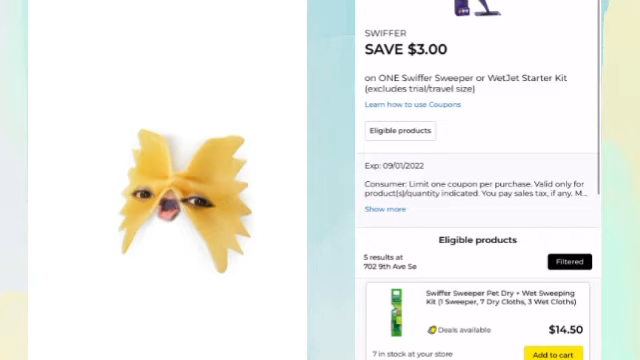 SWIFFER
SAVE $3.00
on ONE Swiffer Sweeper or WetJet Starter Kit
(excludes trial/travel size)
Learn how to use Coupons
Eligible products
Exp: 09/01/2022
Consumer: Limit one coupon per purchase. Valid only for
product(s)/quantity indicated. You pay sales tax, if any. M...
Show more
Eligible products
5 results at
702 9th Ave Se
Filtered
Swiffer Sweeper Pet Dry + Wet Sweeping
Kit (1 Sweeper, 7 Dry Cloths, 3 Wet Cloths)
Deals available
$14.50
7 in stock at your store
Add to cart